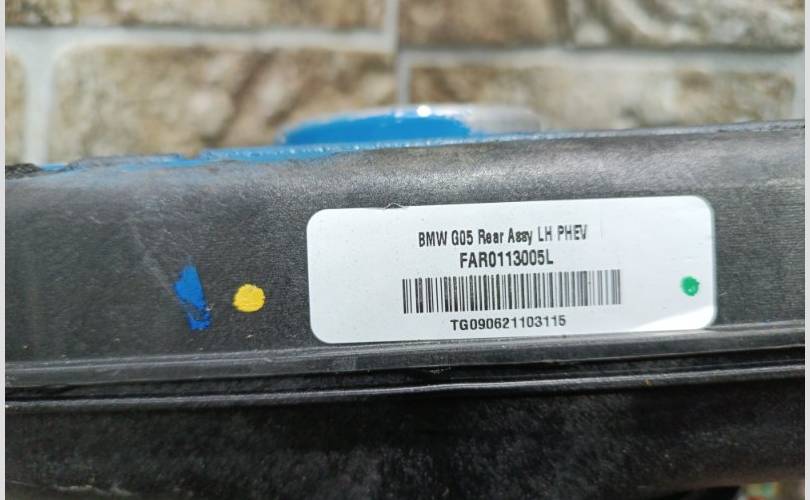 BMW G05 Rear Assy LH PHEV
FAR0113005L
TG090621103115